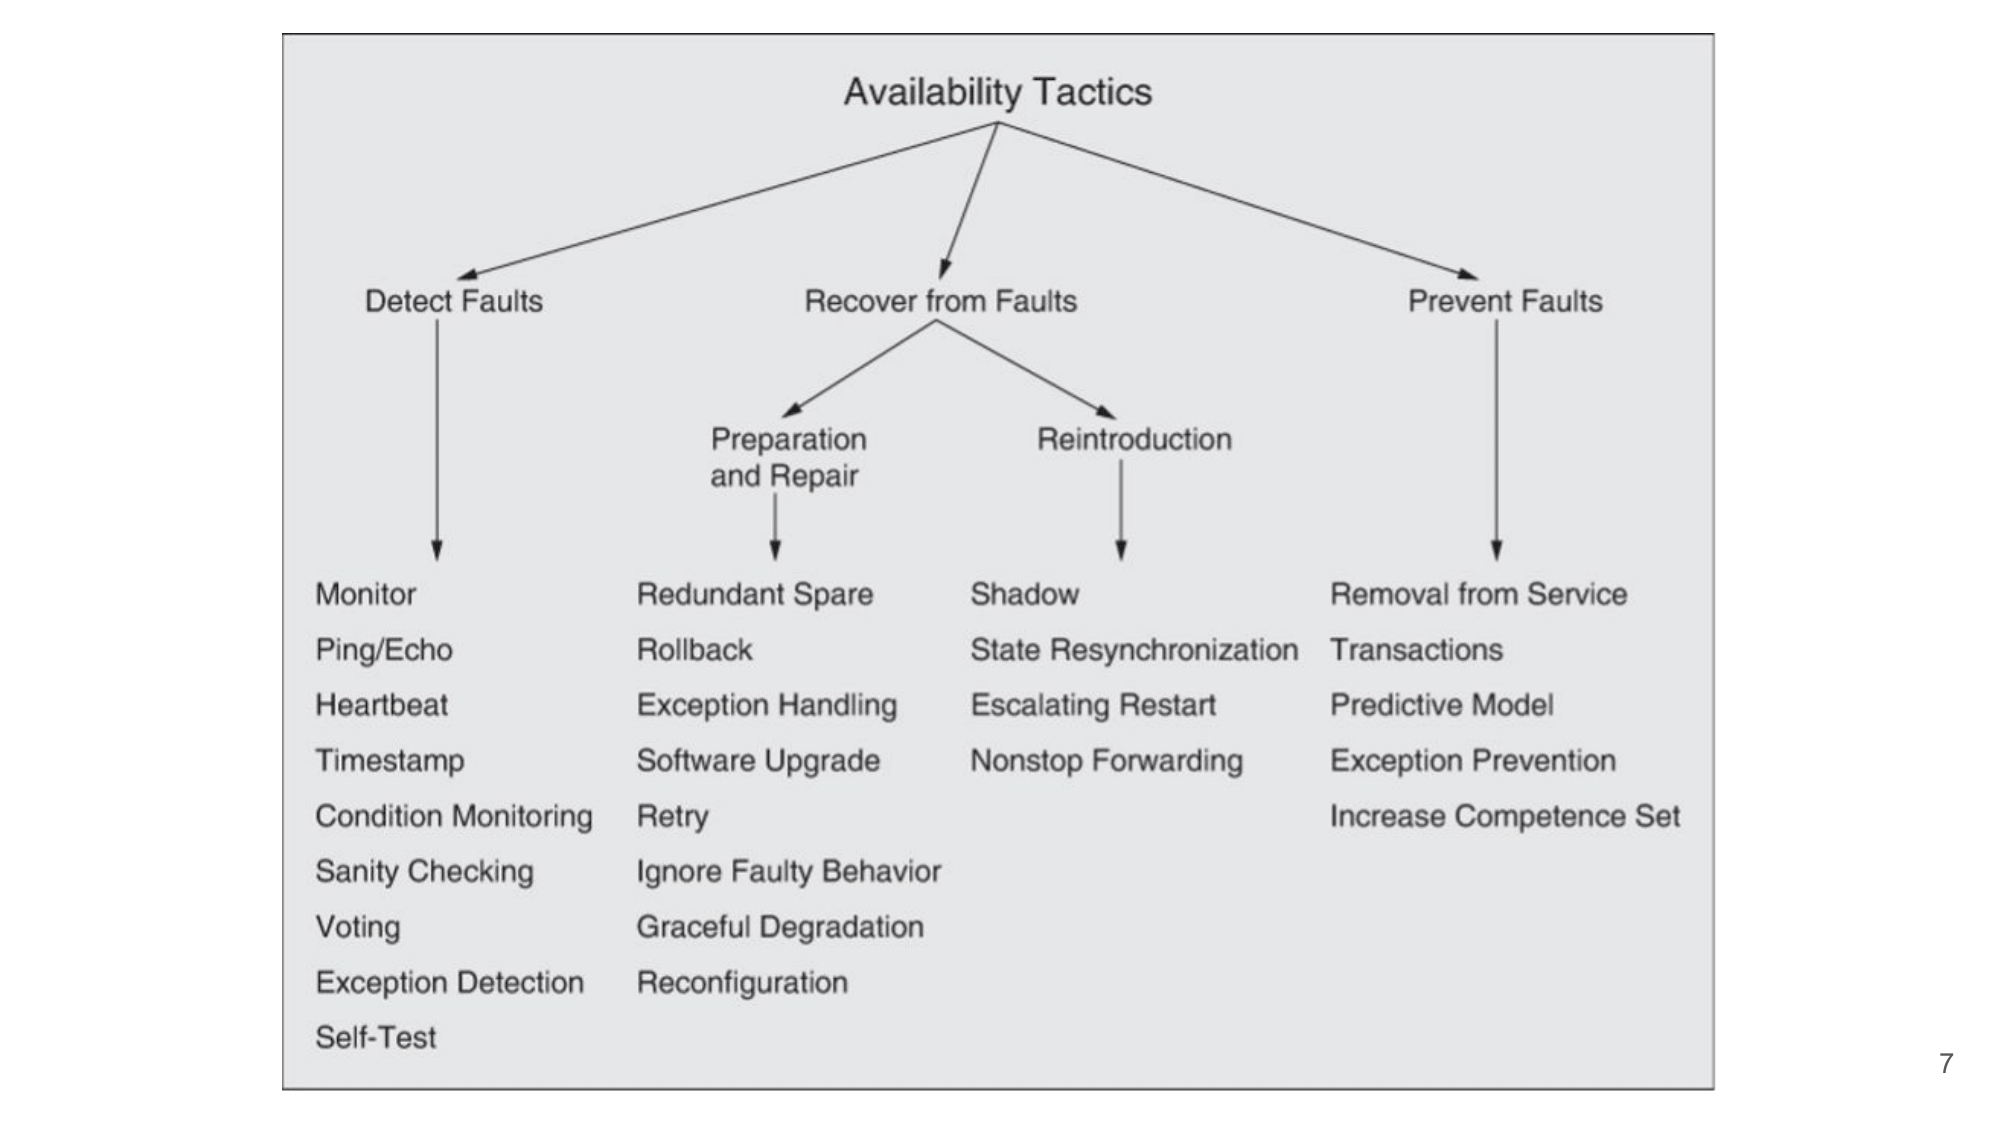 Availability Tactics
Detect Faults
Recover from Faults
Prevent Faults
Preparation
and Repair
Reintroduction
Monitor
Ping/Echo
Heartbeat
Timestamp
Condition Monitoring
Sanity Checking
Voting
Exception Detection
Self-Test
Redundant Spare
Rollback
Exception Handling
Software Upgrade
Retry
Ignore Faulty Behavior
Graceful Degradation
Reconfiguration
Shadow
State Resynchronization
Escalating Restart
Nonstop Forwarding
Removal from Service
Transactions
Predictive Model
Exception Prevention
Increase Competence Set
7